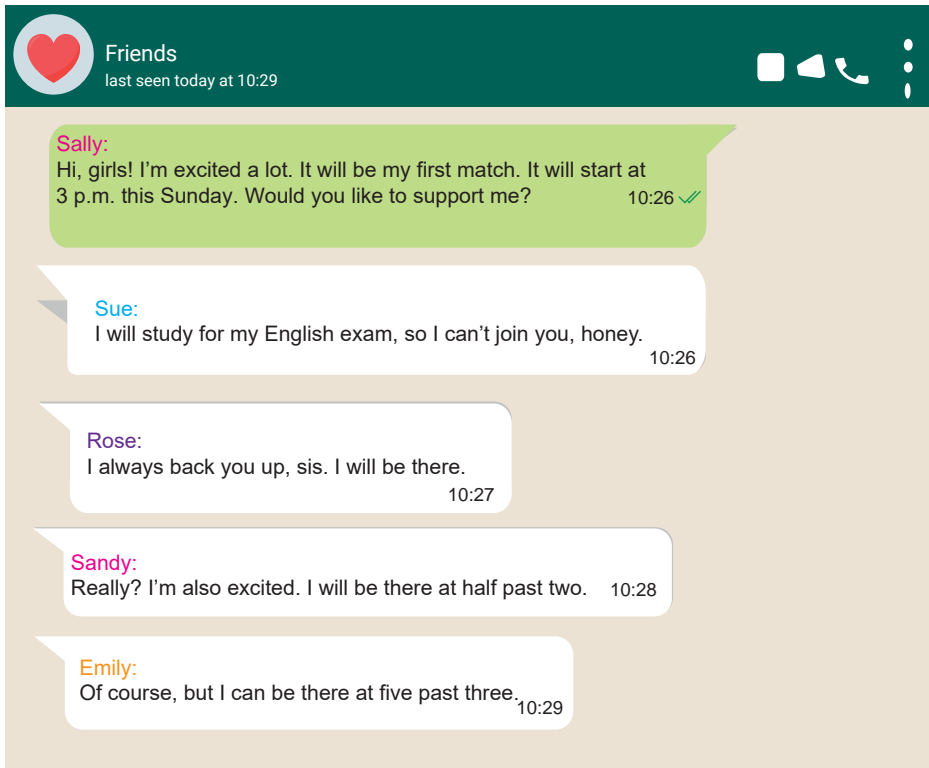 Friends
last seen today at 10:29
Sally:
Hi, girls! I’m excited a lot. It will be my first match. It will start at
3 p.m. this Sunday. Would you like to support me? 10:26
Sue:
I will study for my English exam, so I can’t join you, honey.
10:26
Rose:
I always back you up, sis. I will be there.
10:27
Sandy:
Really? I’m also excited. I will be there at half past two. 10:28
Emily:
Of course, but I can be there at five past three.
10:29